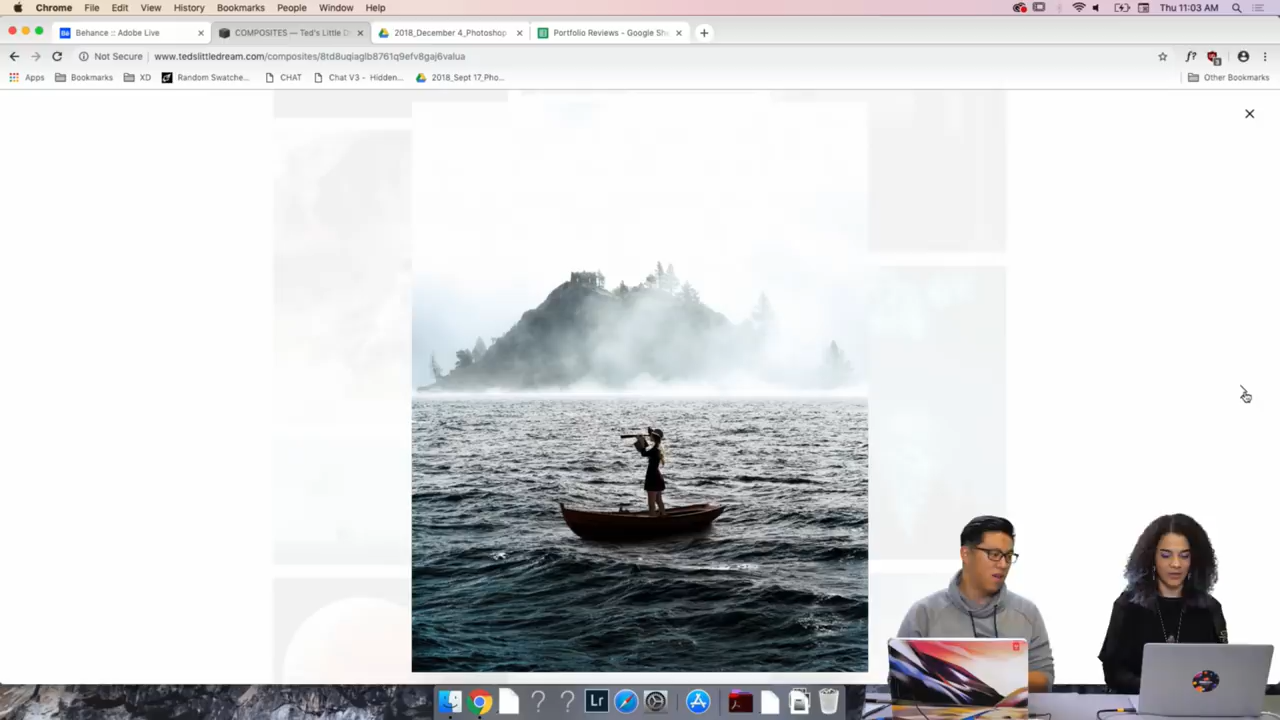 Chrome File Edit View History Bookmarks People Window Help Thu 11:03 AM
Behance :: Adobe Live COMPOSITES — Ted's Little D 2018_December 4_Photoshop Portfolio Reviews - Google She
Not Secure www.tedslittledream.com/composites/8td8uqiaglb8761q9efv8gaj6valua
Apps Bookmarks XD Random Swatche... CHAT Chat V3 - Hidden... 2018_Sept 17_Pho... Other Bookmarks
Lr